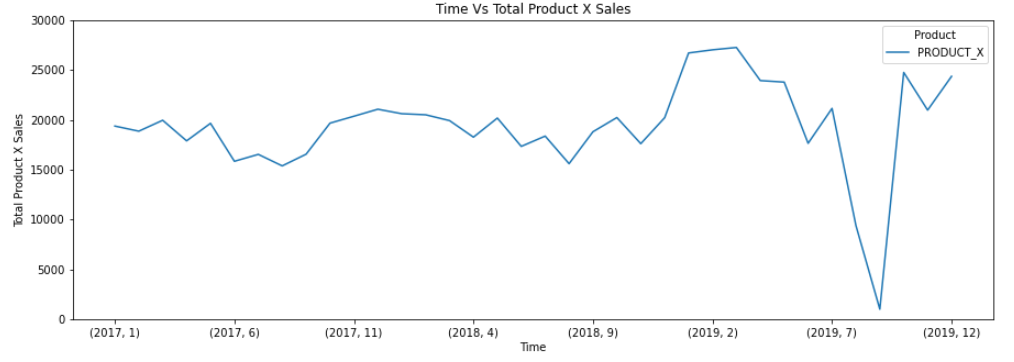 Time Vs Total Product X Sales
Product
PRODUCT_X
Total Product X Sales
30000
25000
20000
15000
10000
5000
0
(2017, 1) (2017, 6) (2017, 11) (2018, 4) (2018, 9) (2019, 2) (2019, 7) (2019, 12)
Time